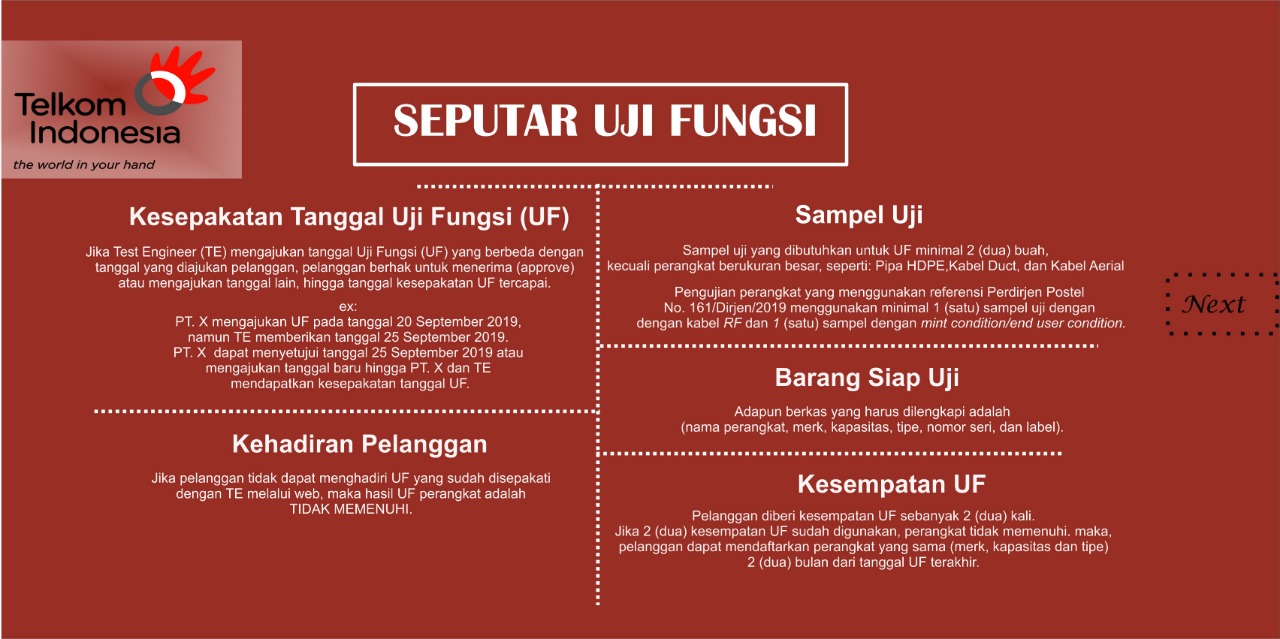 Telkom
Indonesia
the world in your hand
SEPUTAR UJI FUNGSI
Kesepakatan Tanggal Uji Fungsi (UF)
Jika Test Engineer (TE) mengajukan tanggal Uji Fungsi (UF) yang berbeda dengan
tanggal yang diajukan pelanggan, pelanggan berhak untuk menerima (approve)
atau mengajukan tanggal lain, hingga tanggal kesepakatan UF tercapai.
ex:
PT. X mengajukan UF pada tanggal 20 September 2019,
namun TE memberikan tanggal 25 September 2019.
PT. X dapat menyetujui tanggal 25 September 2019 atau
mengajukan tanggal baru hingga PT. X dan TE
mendapatkan kesepakatan tanggal UF.
Kehadiran Pelanggan
Jika pelanggan tidak dapat menghadiri UF yang sudah disepakati
dengan TE melalui web, maka hasil UF perangkat adalah
TIDAK MEMENUHI.
Sampel Uji
Sampel uji yang dibutuhkan untuk UF minimal 2 (dua) buah,
kecuali perangkat berukuran besar, seperti: Pipa HDPE,Kabel Duct, dan Kabel Aerial
Pengujian perangkat yang menggunakan referensi Perdirjen Postel
No. 161/Dirjen/2019 menggunakan minimal 1 (satu) sampel uji dengan
dengan kabel RF dan 1 (satu) sampel dengan mint condition/end user condition.
Barang Siap Uji
Adapun berkas yang harus dilengkapi adalah
(nama perangkat, merk, kapasitas, tipe, nomor seri, dan label).
Kesempatan UF
Pelanggan diberi kesempatan UF sebanyak 2 (dua) kali.
Jika 2 (dua) kesempatan UF sudah digunakan, perangkat tidak memenuhi. maka,
pelanggan dapat mendaftarkan perangkat yang sama (merk, kapasitas dan tipe)
2 (dua) bulan dari tanggal UF terakhir.
Next